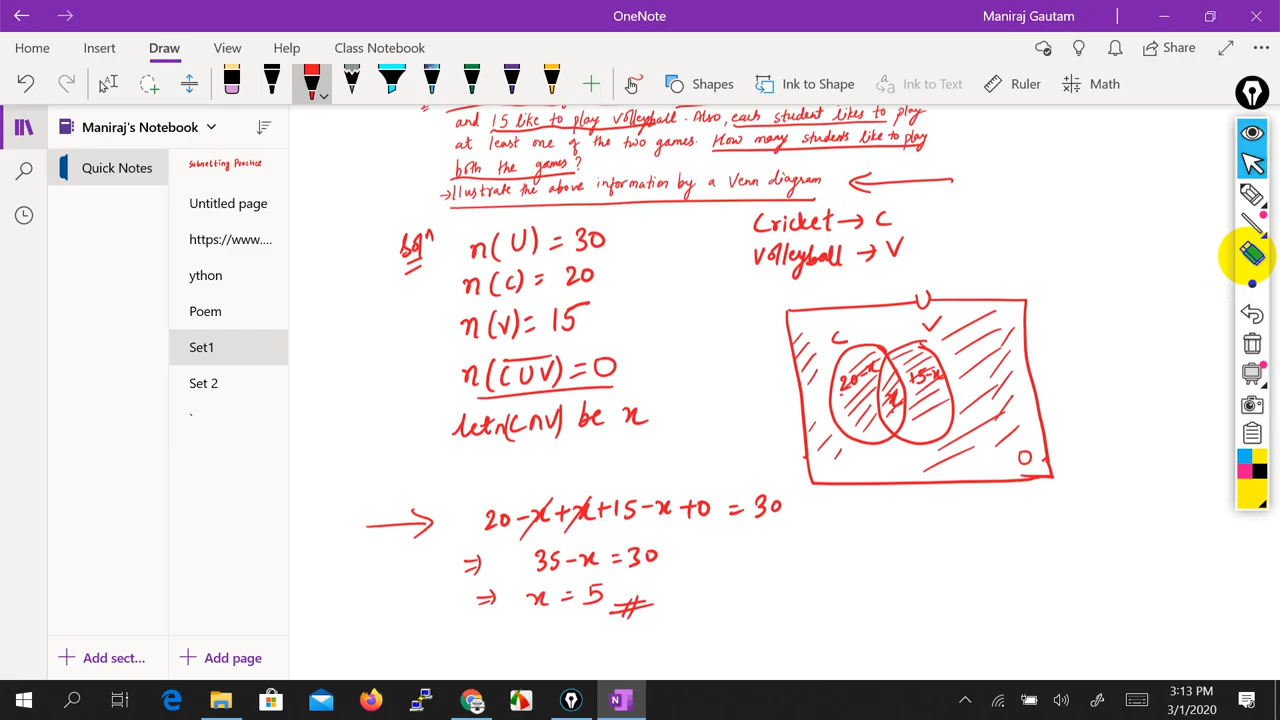 OneNote
Maniraj Gautam
Home Insert Draw View Help Class Notebook
Share
Shapes
Ink to Shape
Ink to Text
Ruler
Math
Maniraj's Notebook
Quick Notes
Subnetting Practice
Untitled page
https://www....
ython
Poem
Set1
Set 2
Add sect...
Add page
and 15 like to play volleyball. Also, each student likes to play
at least one of the two games. How many students like to play
both the games?
→ Illustrate the above information by a Venn diagram
Cricket → C
Volleyball → V
Solⁿ
n(U) = 30
n(C) = 20
n(V) = 15
n(C̅ ̅U̅ ̅V̅) = 0
let n(C∩V) be x
U
C
V
20-x
x
15-x
0
20-x+x+15-x+0 = 30
⇒ 35-x = 30
⇒ x = 5
3:13 PM
3/1/2020